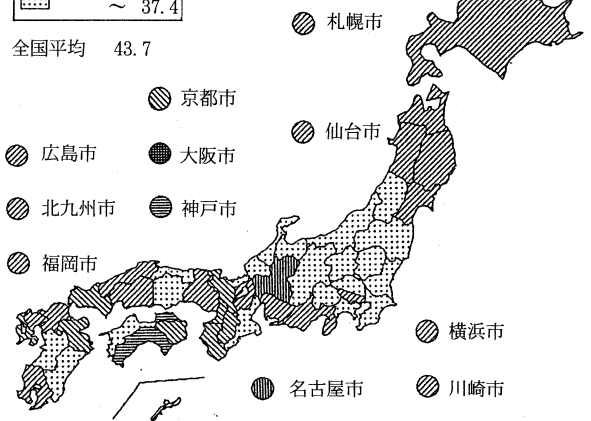 ～ 37.4
全国平均 43.7
札幌市
京都市
仙台市
広島市
大阪市
北九州市
神戸市
福岡市
横浜市
名古屋市
川崎市